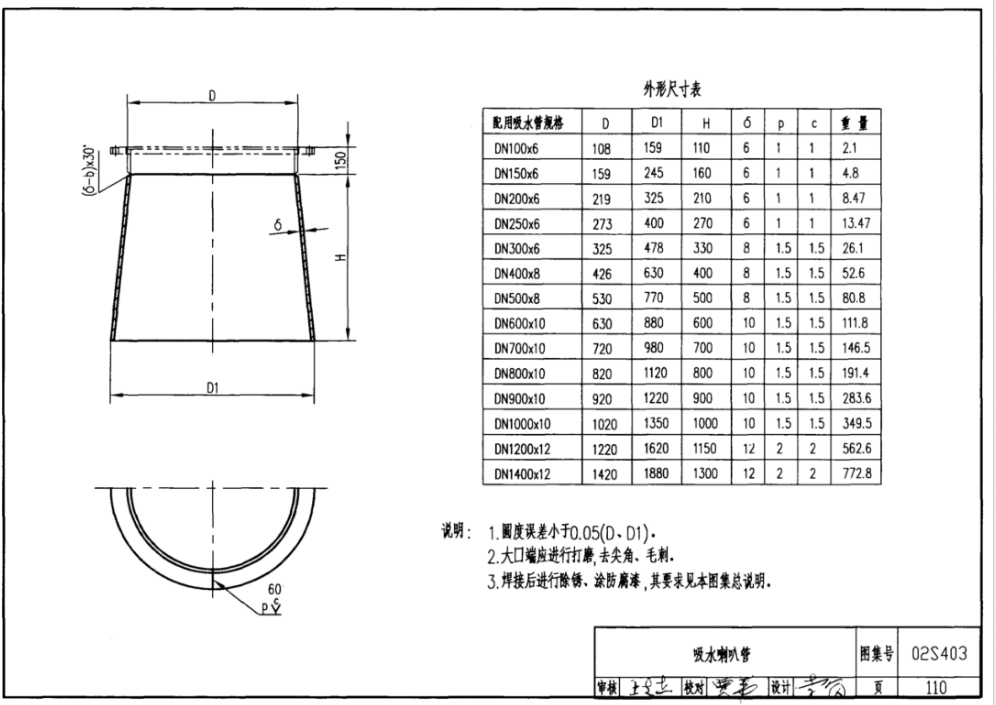 外形尺寸表
配用吸水管规格 D D1 H δ p c 重量
DN100x6 108 159 110 6 1 1 2.1
DN150x6 159 245 160 6 1 1 4.8
DN200x6 219 325 210 6 1 1 8.47
DN250x6 273 400 270 6 1 1 13.47
DN300x6 325 478 330 8 1.5 1.5 26.1
DN400x8 426 630 400 8 1.5 1.5 52.6
DN500x8 530 770 500 8 1.5 1.5 80.8
DN600x10 630 880 600 10 1.5 1.5 111.8
DN700x10 720 980 700 10 1.5 1.5 146.5
DN800x10 820 1120 800 10 1.5 1.5 191.4
DN900x10 920 1220 900 10 1.5 1.5 283.6
DN1000x10 1020 1350 1000 10 1.5 1.5 349.5
DN1200x12 1220 1620 1150 12 2 2 562.6
DN1400x12 1420 1880 1300 12 2 2 772.8
D
150
(δ-b)x30°
δ
H
D1
60
p c
说明: 1.圆度误差小于0.05(D、D1)。
2.大口端应进行打磨,去尖角、毛刺。
3.焊接后进行除锈、涂防腐漆,其要求见本图集总说明。
吸水喇叭管 图集号 02S403
审核 校对 设计 页 110